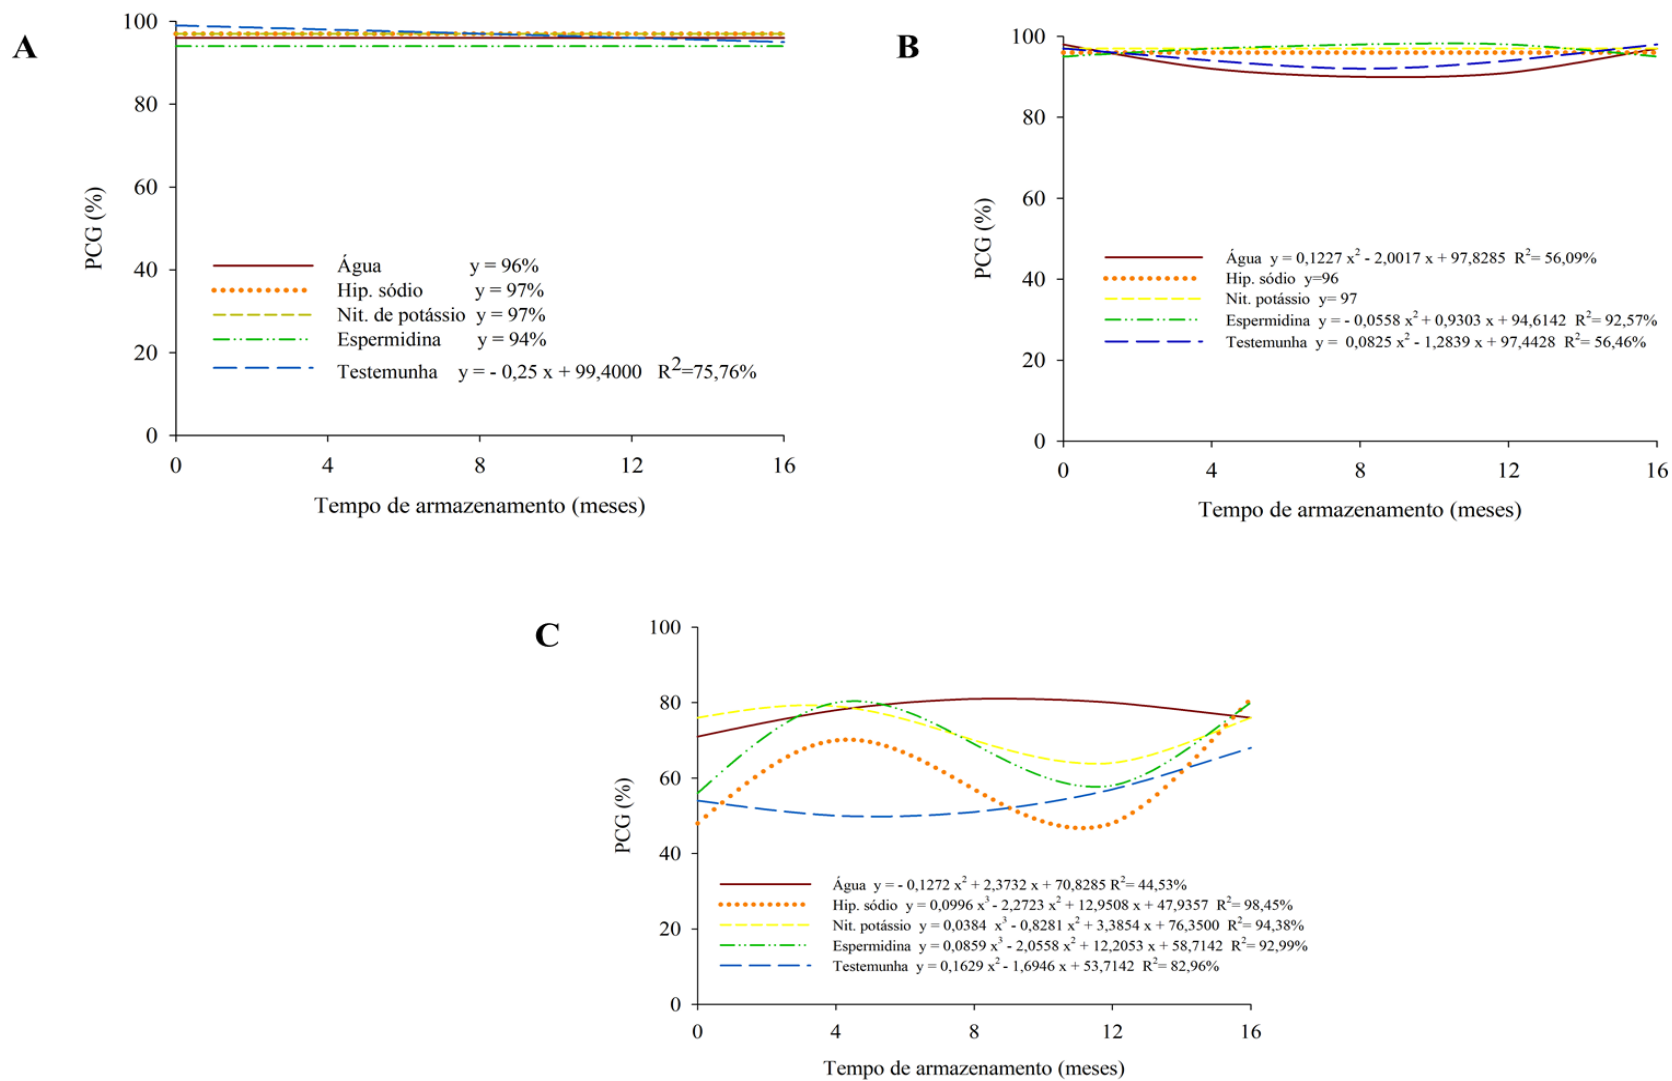 A
100
80
60
40
20
0
PCG (%)
Água y = 96%
Hip. sódio y = 97%
Nit. de potássio y = 97%
Espermidina y = 94%
Testemunha y = - 0,25 x + 99,4000 R²=75,76%
0 4 8 12 16
Tempo de armazenamento (meses)
B
100
80
60
40
20
0
PCG (%)
Água y = 0,1227 x² - 2,0017 x + 97,8285 R²= 56,09%
Hip. sódio y=96
Nit. potássio y= 97
Espermidina y = - 0,0558 x² + 0,9303 x + 94,6142 R²= 92,57%
Testemunha y = 0,0825 x² - 1,2839 x + 97,4428 R²= 56,46%
0 4 8 12 16
Tempo de armazenamento (meses)
C
100
80
60
40
20
0
PCG (%)
Água y = - 0,1272 x² + 2,3732 x + 70,8285 R²= 44,53%
Hip. sódio y = 0,0996 x³ - 2,2723 x² + 12,9508 x + 47,9357 R²= 98,45%
Nit. potássio y = 0,0384 x³ - 0,8281 x² + 3,3854 x + 76,3500 R²= 94,38%
Espermidina y = 0,0859 x³ - 2,0558 x² + 12,2053 x + 58,7142 R²= 92,99%
Testemunha y = 0,1629 x² - 1,6946 x + 53,7142 R²= 82,96%
0 4 8 12 16
Tempo de armazenamento (meses)